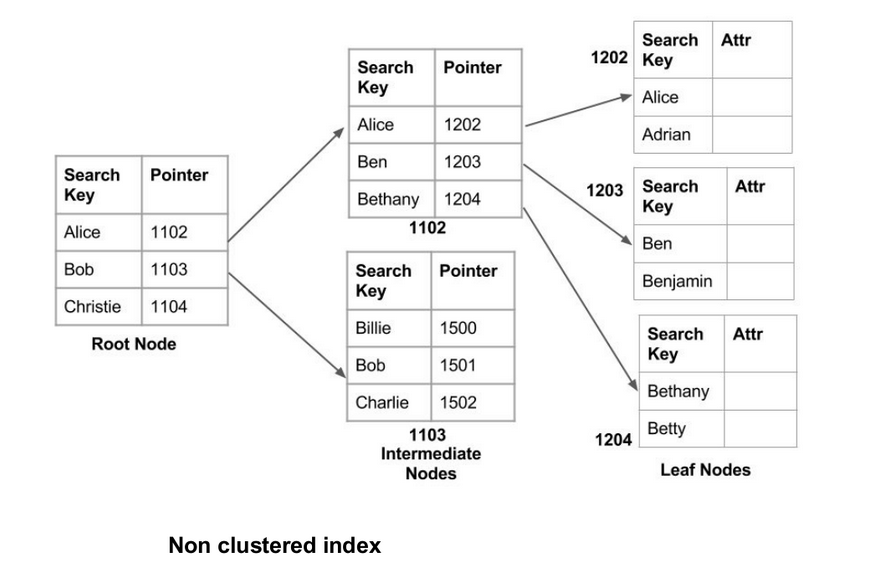 Search Key Pointer
Alice 1102
Bob 1103
Christie 1104
Root Node
Search Key Pointer
Alice 1202
Ben 1203
Bethany 1204
1102
Search Key Pointer
Billie 1500
Bob 1501
Charlie 1502
1103
Intermediate
Nodes
1202
Search Key Attr
Alice
Adrian
1203
Search Key Attr
Ben
Benjamin
1204
Search Key Attr
Bethany
Betty
Leaf Nodes
Non clustered index